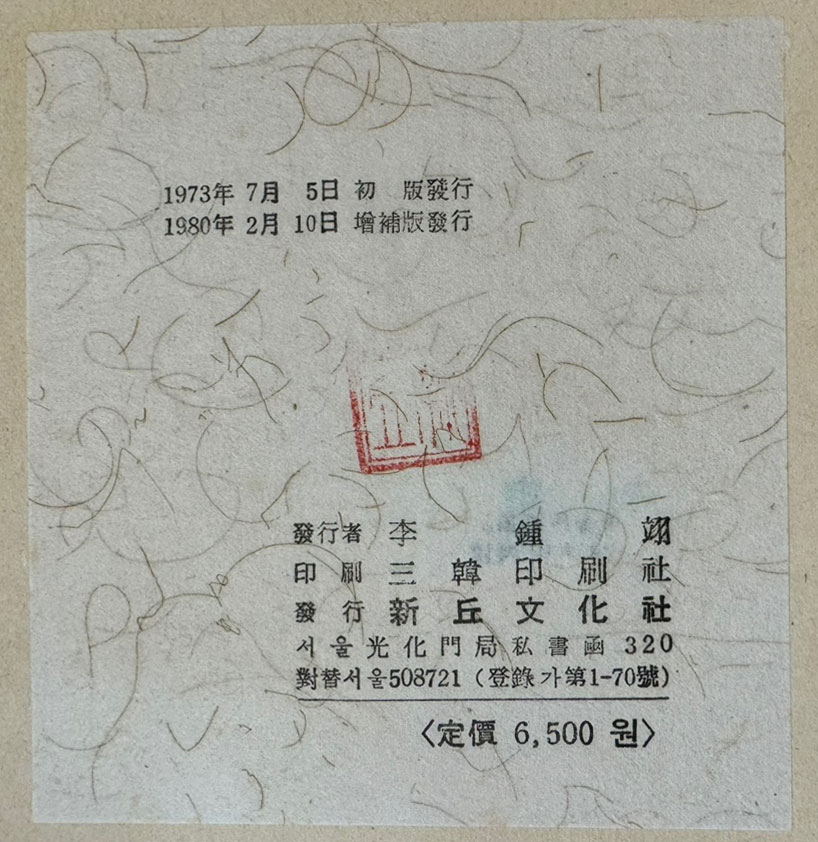 1973年 7月 5日 初 版發行
1980年 2月 10日 增補版發行
發行者 李鍾翊
印刷 三韓印刷社
發行 新丘文化社
서울光化門局私書函 320
對替서울508721 (登錄가第1-70號)
〈定價 6,500 원〉